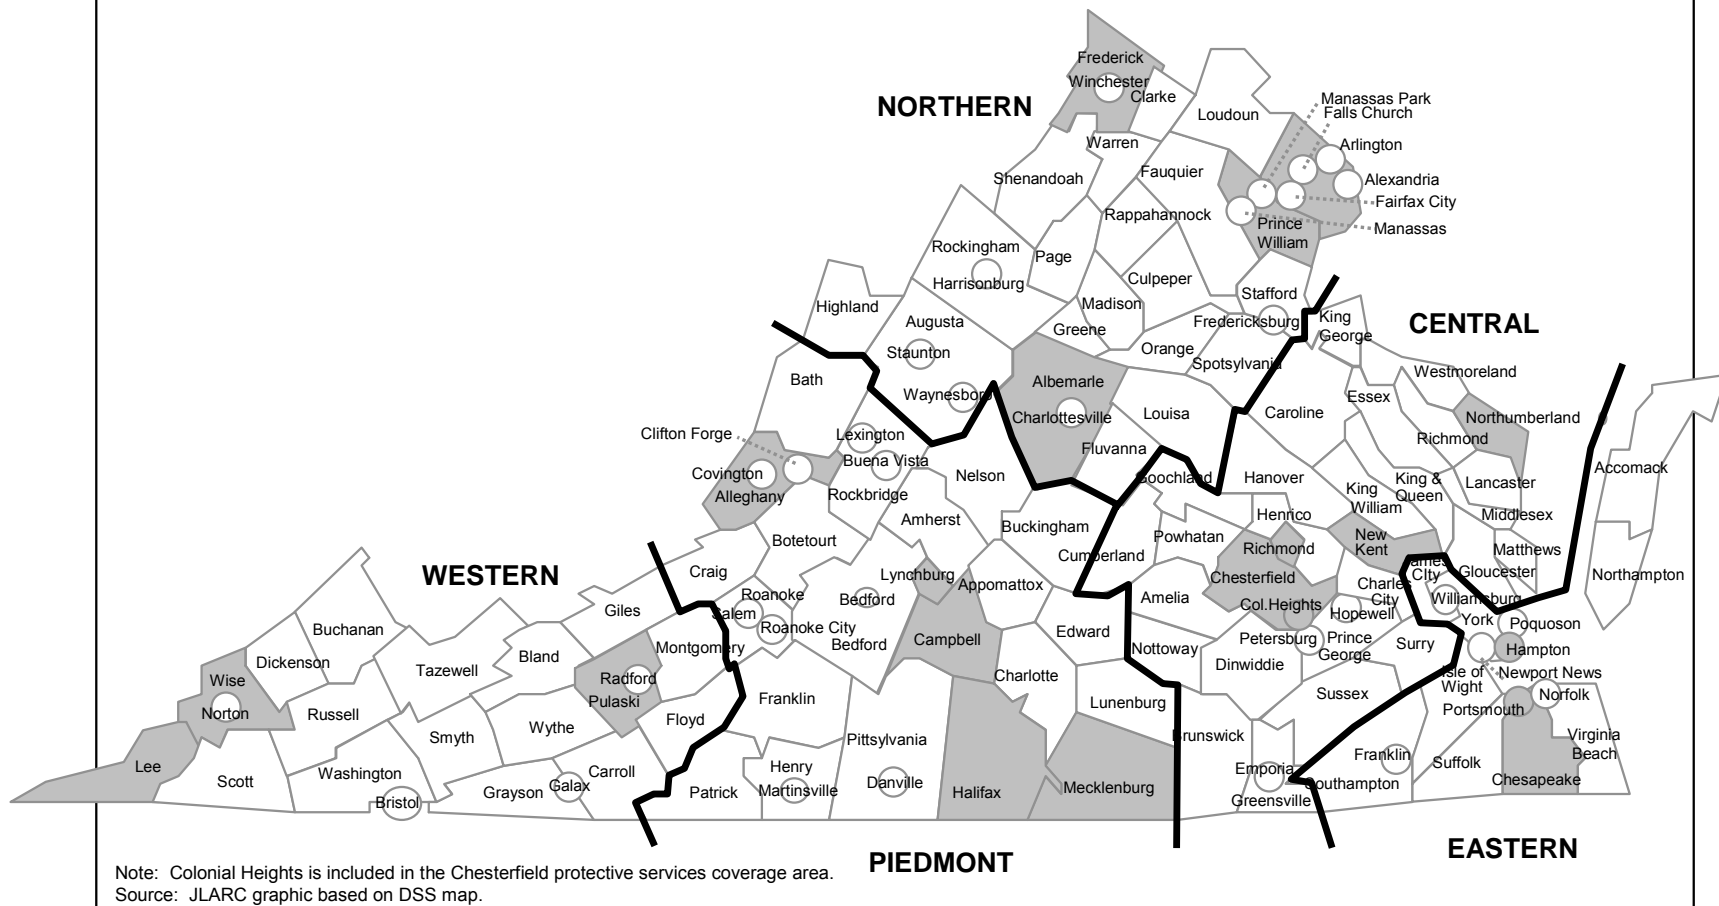 Frederick
Winchester
Clarke
NORTHERN
Loudoun
Manassas Park
Falls Church
Arlington
Warren
Shenandoah
Fauquier
Alexandria
Fairfax City
Rappahannock
Prince
William
Manassas
Rockingham
Page
Harrisonburg
Culpeper
Highland
Madison
Stafford
Augusta
Greene
Fredericksburg
King
George
CENTRAL
Staunton
Orange
Spotsylvania
Bath
Albemarle
Westmoreland
Waynesboro
Charlottesville
Louisa
Caroline
Essex
Northumberland
Clifton Forge
Lexington
Fluvanna
Richmond
Buena Vista
Covington
Alleghany
Nelson
Goochland
Hanover
King &
Queen
Lancaster
Accomack
Rockbridge
King
William
Amherst
Buckingham
Henrico
Middlesex
Botetourt
Cumberland
Powhatan
Richmond
New
Kent
Matthews
WESTERN
Craig
Lynchburg
Appomattox
Chesterfield
Charles
City
James
City
Gloucester
Northampton
Giles
Roanoke
Salem
Bedford
Amelia
Col.Heights
Hopewell
Williamsburg
Buchanan
Roanoke City
Bedford
Campbell
Edward
Nottoway
Petersburg
Prince
George
Surry
York
Poquoson
Dickenson
Tazewell
Bland
Montgomery
Dinwiddie
Hampton
Wise
Radford
Pulaski
Charlotte
Isle of
Wight
Newport News
Norton
Russell
Wythe
Floyd
Franklin
Lunenburg
Sussex
Portsmouth
Norfolk
Smyth
Pittsylvania
Brunswick
Virginia
Beach
Lee
Scott
Washington
Carroll
Henry
Franklin
Suffolk
Bristol
Grayson
Galax
Patrick
Martinsville
Danville
Halifax
Mecklenburg
Emporia
Greensville
Southampton
Chesapeake
PIEDMONT
EASTERN
Note:  Colonial Heights is included in the Chesterfield protective services coverage area.
Source:  JLARC graphic based on DSS map.